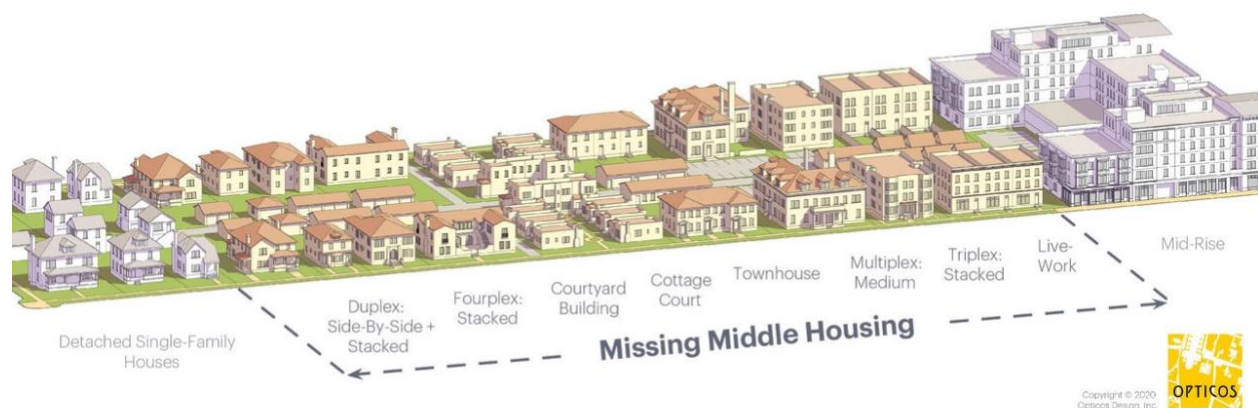 Detached Single-Family
Houses
Duplex:
Side-By-Side +
Stacked
Fourplex:
Stacked
Courtyard
Building
Cottage
Court
Townhouse
Multiplex:
Medium
Triplex:
Stacked
Live-
Work
Mid-Rise
Missing Middle Housing
Copyright © 2020
Opticos Design, Inc.
OPTICOS